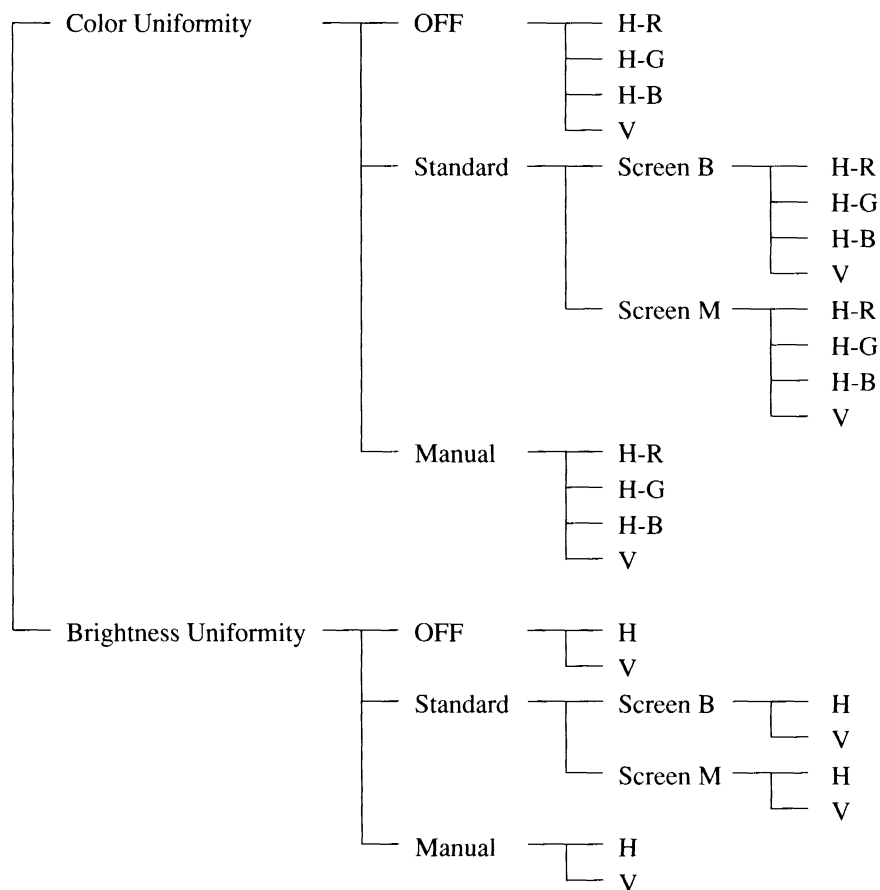 Color Uniformity OFF H-R
H-G
H-B
V
Standard Screen B H-R
H-G
H-B
V
Screen M H-R
H-G
H-B
V
Manual H-R
H-G
H-B
V
Brightness Uniformity OFF H
V
Standard Screen B H
V
Screen M H
V
Manual H
V